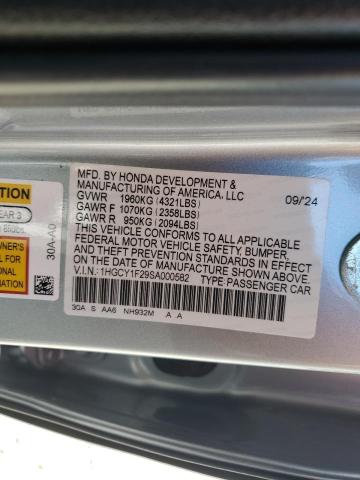 MFD. BY HONDA DEVELOPMENT &
MANUFACTURING OF AMERICA, LLC
09/24
GVWR 1960KG (4321LBS)
GAWR F 1070KG (2358LBS)
GAWR R 950KG (2094LBS)
THIS VEHICLE CONFORMS TO ALL APPLICABLE
FEDERAL MOTOR VEHICLE SAFETY, BUMPER,
AND THEFT PREVENTION STANDARDS IN EFFECT
ON THE DATE OF MANUFACTURE SHOWN ABOVE.
V.I.N.: 1HGCY1F29SA000582 TYPE: PASSENGER CAR
30A S AA6 NH932M A A
30A-A0